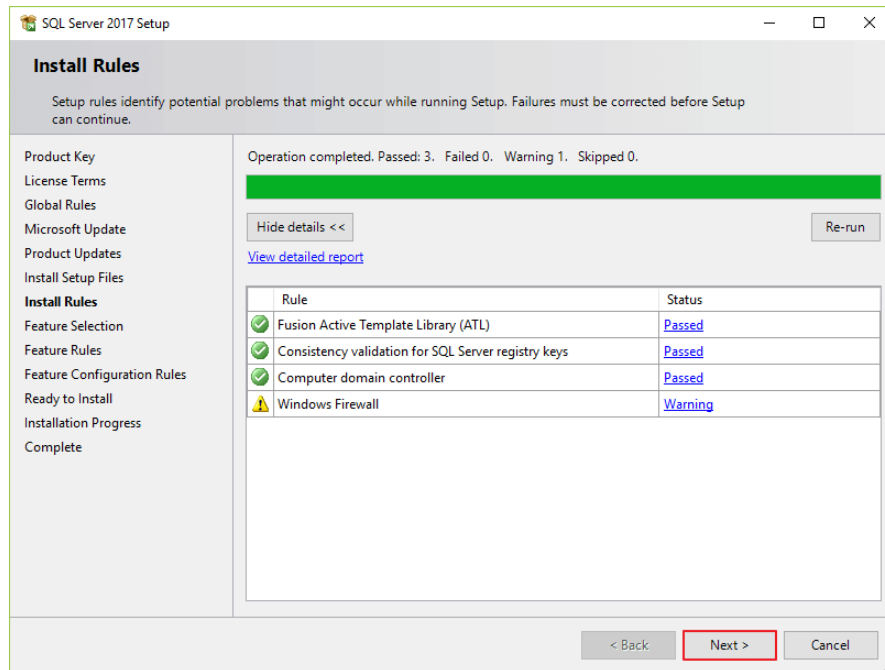 SQL Server 2017 Setup
Install Rules
Setup rules identify potential problems that might occur while running Setup. Failures must be corrected before Setup
can continue.
Product Key
License Terms
Global Rules
Microsoft Update
Product Updates
Install Setup Files
Install Rules
Feature Selection
Feature Rules
Feature Configuration Rules
Ready to Install
Installation Progress
Complete
Operation completed. Passed: 3.   Failed 0.   Warning 1.   Skipped 0.
Hide details <<
Re-run
View detailed report
Rule Status
Fusion Active Template Library (ATL) Passed
Consistency validation for SQL Server registry keys Passed
Computer domain controller Passed
Windows Firewall Warning
< Back Next > Cancel